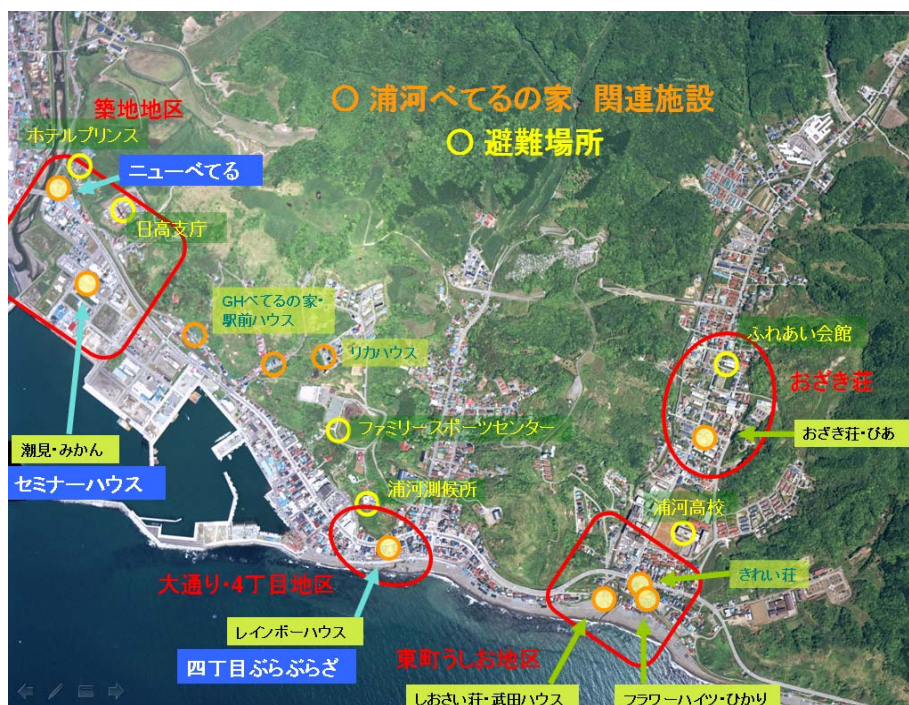 ○ 浦河べてるの家 関連施設
○ 避難場所
築地地区
ホテルプリンス
ニューべてる
日高支庁
GHべてるの家・
駅前ハウス
リカハウス
ふれあい会館
おざき荘
ファミリースポーツセンター
おざき荘・ぴあ
潮見・みかん
セミナーハウス
浦河測候所
浦河高校
大通り・4丁目地区
きれい荘
レインボーハウス
四丁目ぶらぶらざ
東町うしお地区
しおさい荘・武田ハウス
フラワーハイツ・ひかり